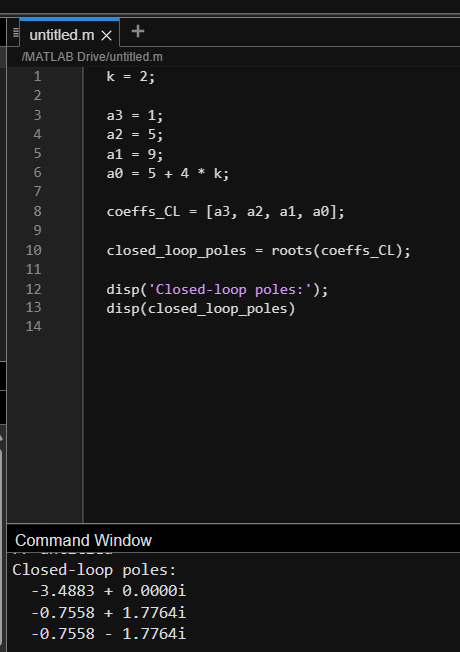 untitled.m × +
/MATLAB Drive/untitled.m
1 k = 2;
2
3 a3 = 1;
4 a2 = 5;
5 a1 = 9;
6 a0 = 5 + 4 * k;
7
8 coeffs_CL = [a3, a2, a1, a0];
9
10 closed_loop_poles = roots(coeffs_CL);
11
12 disp('Closed-loop poles:');
13 disp(closed_loop_poles)
14
Command Window
Closed-loop poles:
-3.4883 + 0.0000i
-0.7558 + 1.7764i
-0.7558 - 1.7764i